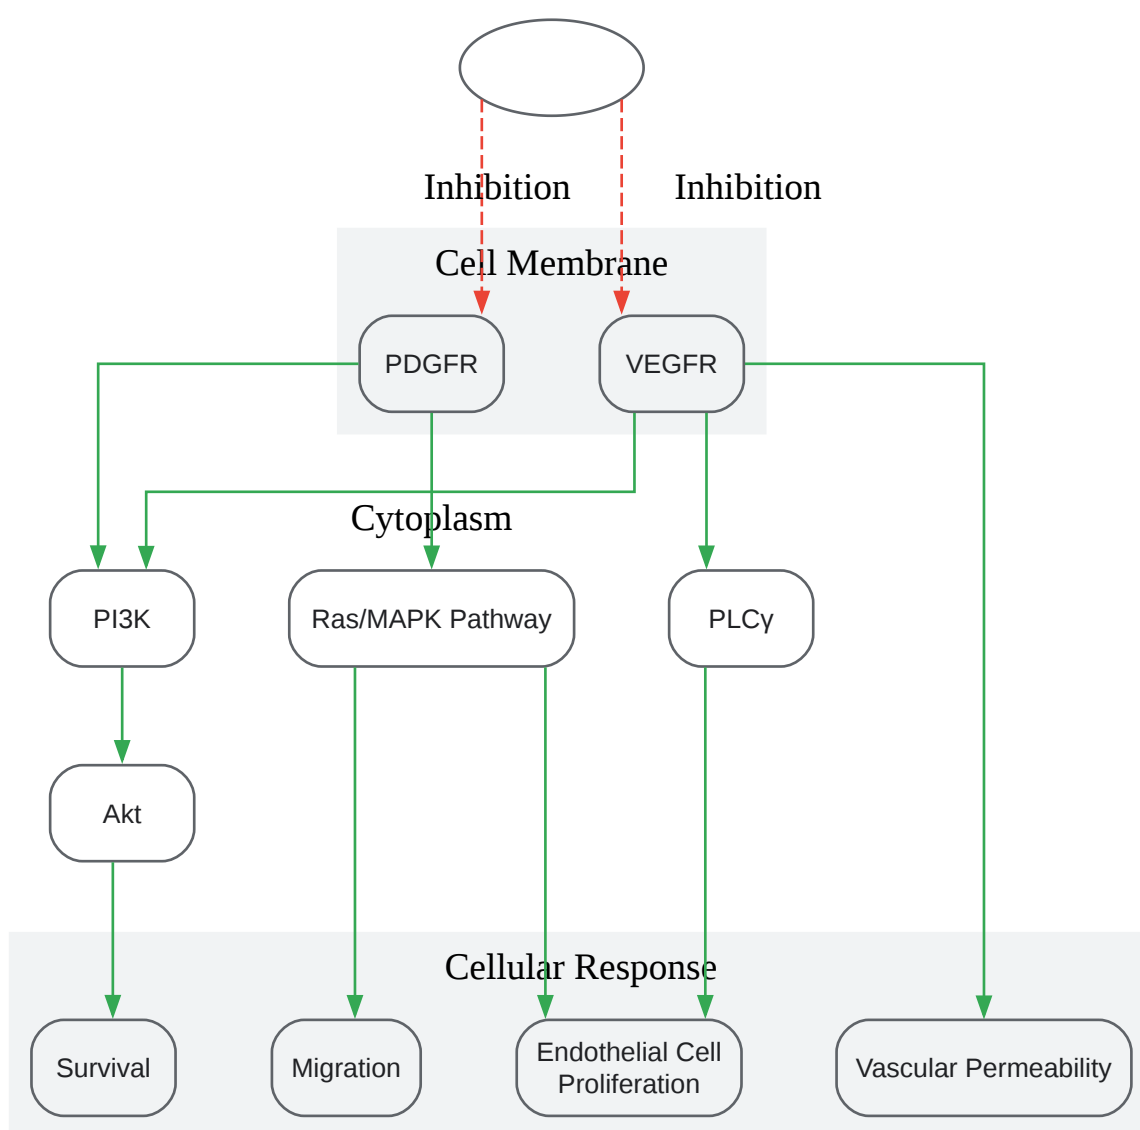 Inhibition
Inhibition
Cell Membrane
PDGFR
VEGFR
Cytoplasm
PI3K
Ras/MAPK Pathway
PLCγ
Akt
Cellular Response
Survival
Migration
Endothelial Cell
Proliferation
Vascular Permeability